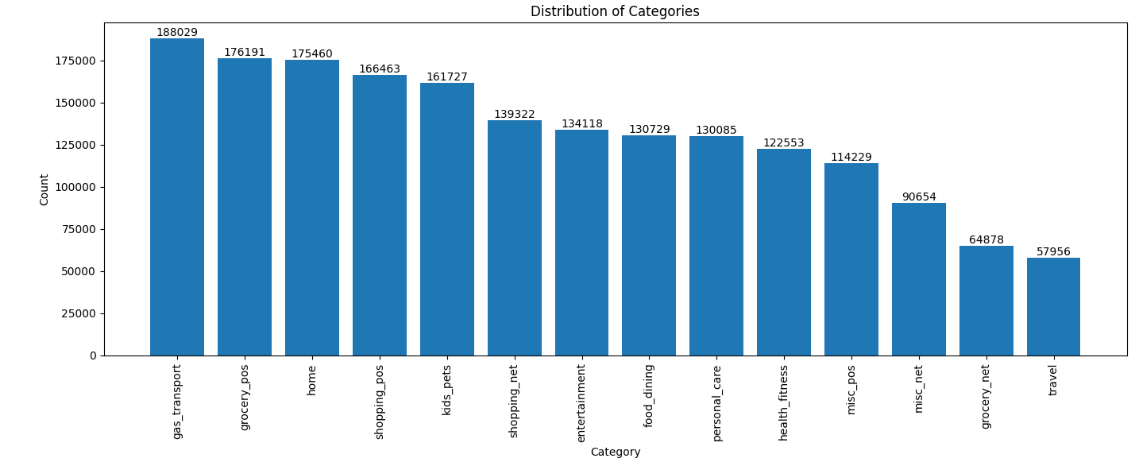 Distribution of Categories
188029
176191
175460
166463
161727
139322
134118
130729
130085
122553
114229
90654
64878
57956
175000
150000
125000
100000
75000
50000
25000
0
Count
gas_transport
grocery_pos
home
shopping_pos
kids_pets
shopping_net
entertainment
food_dining
personal_care
health_fitness
misc_pos
misc_net
grocery_net
travel
Category